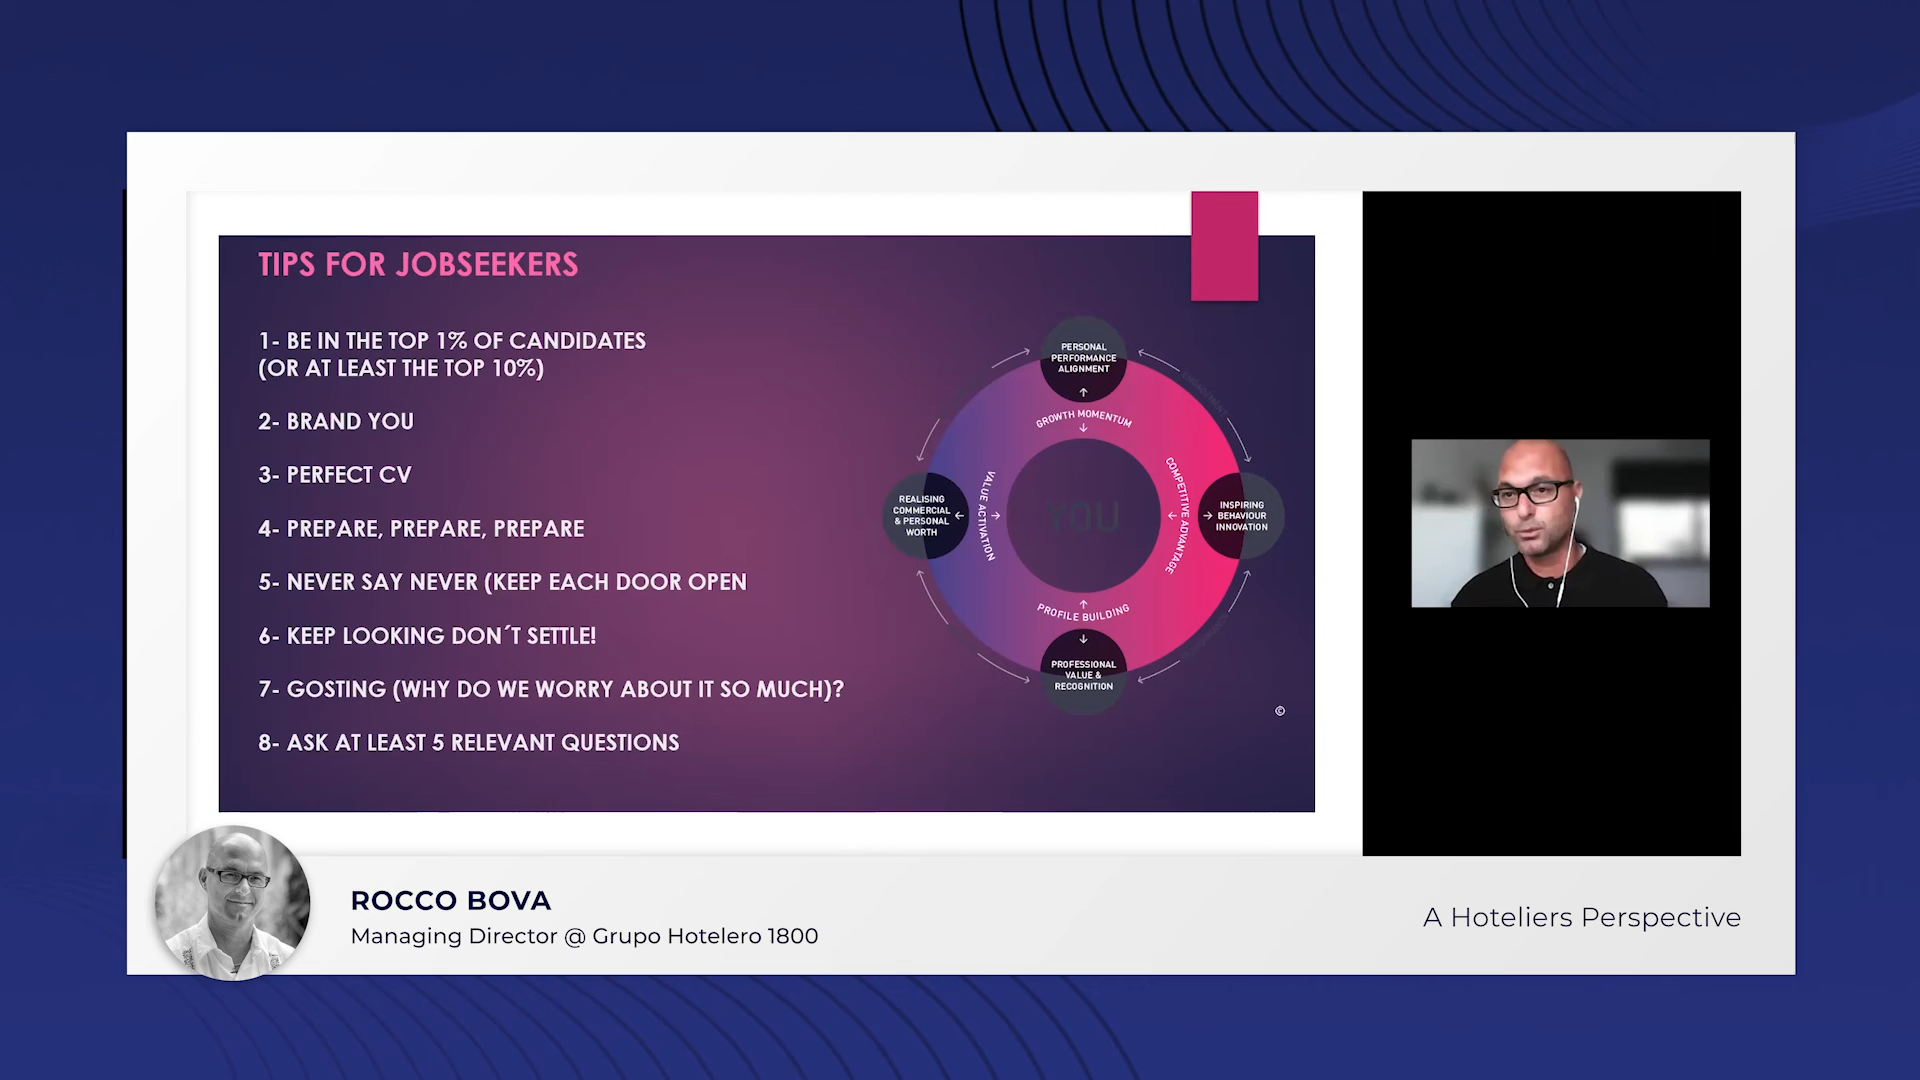 TIPS FOR JOBSEEKERS
1- BE IN THE TOP 1% OF CANDIDATES
(OR AT LEAST THE TOP 10%)
2- BRAND YOU
3- PERFECT CV
4- PREPARE, PREPARE, PREPARE
5- NEVER SAY NEVER (KEEP EACH DOOR OPEN
6- KEEP LOOKING DON´T SETTLE!
7- GOSTING (WHY DO WE WORRY ABOUT IT SO MUCH)?
8- ASK AT LEAST 5 RELEVANT QUESTIONS
PERSONAL
PERFORMANCE
ALIGNMENT
GROWTH MOMENTUM
REALISING
COMMERCIAL
& PERSONAL
WORTH
VALUE ACTIVATION
YOU
COMPETITIVE ADVANTAGE
INSPIRING
BEHAVIOUR
INNOVATION
PROFILE BUILDING
PROFESSIONAL
VALUE &
RECOGNITION
©
ROCCO BOVA
Managing Director @ Grupo Hotelero 1800
A Hoteliers Perspective